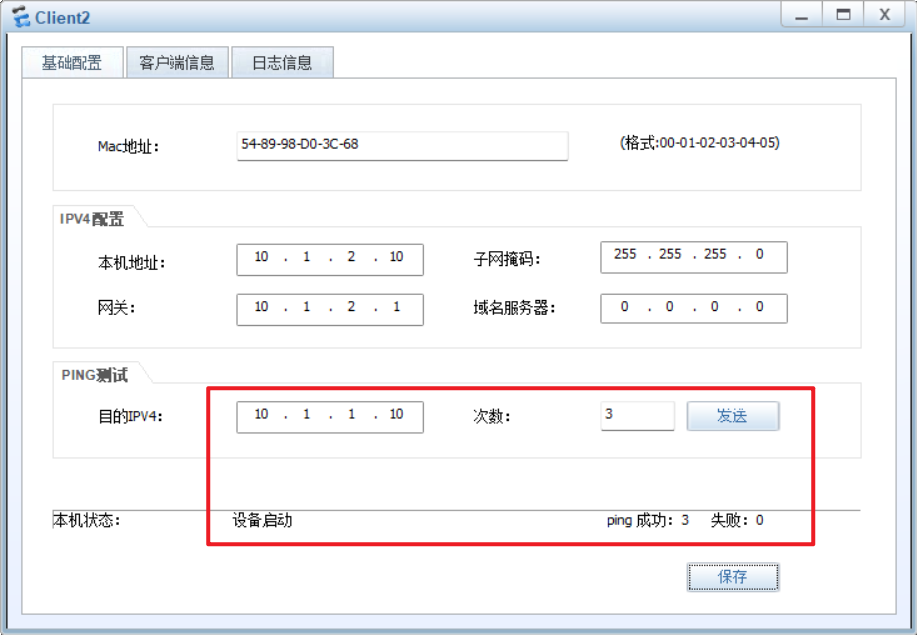 Client2
基础配置 客户端信息 日志信息
Mac地址: 54-89-98-D0-3C-68 (格式:00-01-02-03-04-05)
IPV4配置
本机地址: 10 . 1 . 2 . 10 子网掩码: 255 . 255 . 255 . 0
网关: 10 . 1 . 2 . 1 域名服务器: 0 . 0 . 0 . 0
PING测试
目的IPV4: 10 . 1 . 1 . 10 次数: 3 发送
本机状态: 设备启动 ping 成功: 3 失败: 0
保存